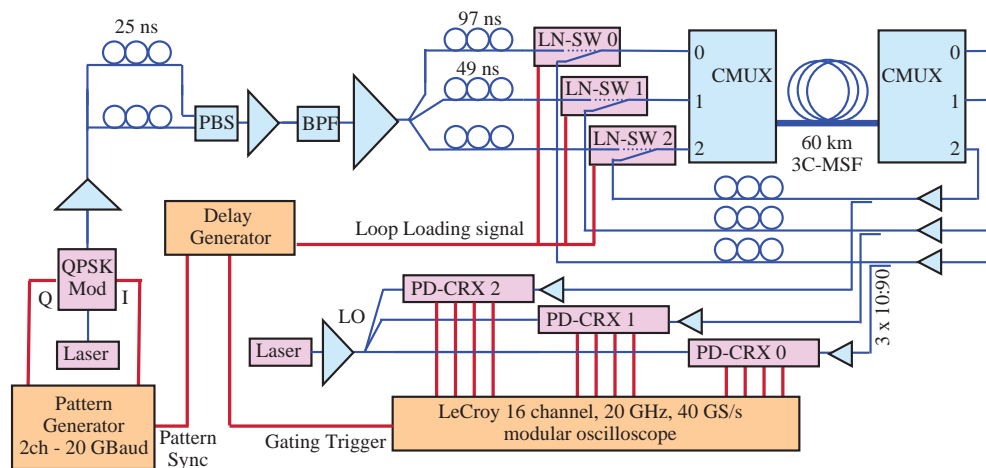 25 ns
97 ns
49 ns
LN-SW 0
LN-SW 1
LN-SW 2
PBS
BPF
0
CMUX
1
2
60 km
3C-MSF
0
CMUX
1
2
Delay
Generator
Loop Loading signal
QPSK
Mod
Q
I
Laser
PD-CRX 2
PD-CRX 1
PD-CRX 0
LO
Laser
3 x 10:90
Pattern
Generator
2ch - 20 GBaud
Pattern
Sync
Gating Trigger
LeCroy 16 channel, 20 GHz, 40 GS/s
modular oscilloscope